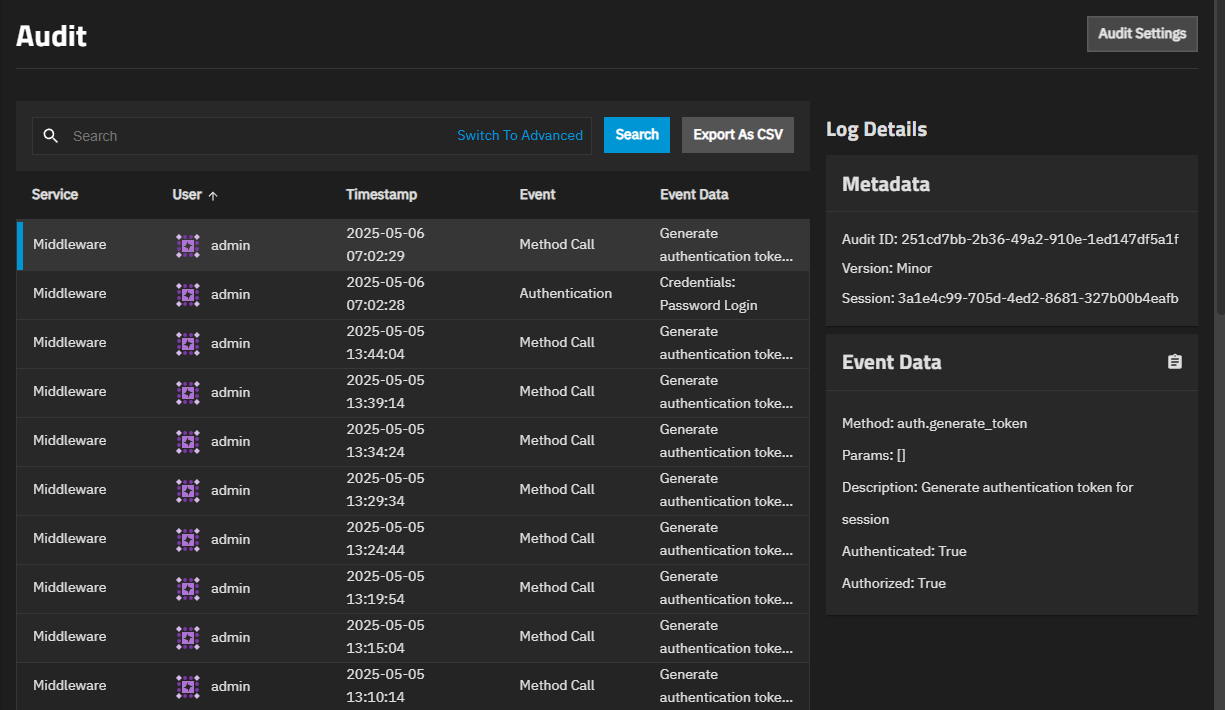 Audit
Audit Settings
Search
Switch To Advanced
Search
Export As CSV
Service User Timestamp Event Event Data
Middleware admin 2025-05-06 07:02:29 Method Call Generate authentication toke...
Middleware admin 2025-05-06 07:02:28 Authentication Credentials: Password Login
Middleware admin 2025-05-05 13:44:04 Method Call Generate authentication toke...
Middleware admin 2025-05-05 13:39:14 Method Call Generate authentication toke...
Middleware admin 2025-05-05 13:34:24 Method Call Generate authentication toke...
Middleware admin 2025-05-05 13:29:34 Method Call Generate authentication toke...
Middleware admin 2025-05-05 13:24:44 Method Call Generate authentication toke...
Middleware admin 2025-05-05 13:19:54 Method Call Generate authentication toke...
Middleware admin 2025-05-05 13:15:04 Method Call Generate authentication toke...
Middleware admin 2025-05-05 13:10:14 Method Call Generate authentication toke...
Log Details
Metadata
Audit ID: 251cd7bb-2b36-49a2-910e-1ed147df5a1f
Version: Minor
Session: 3a1e4c99-705d-4ed2-8681-327b00b4eafb
Event Data
Method: auth.generate_token
Params: []
Description: Generate authentication token for
session
Authenticated: True
Authorized: True